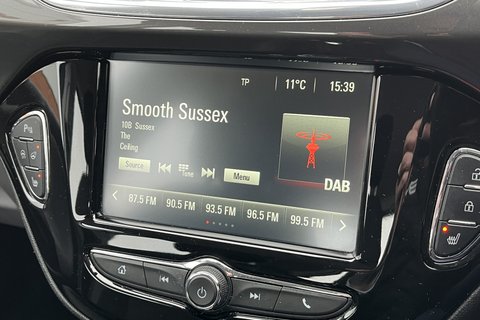 TP 11°C 15:39
Smooth Sussex
10B Sussex
The
Ceiling
Source Tune Menu
DAB
87.5 FM 90.5 FM 93.5 FM 96.5 FM 99.5 FM